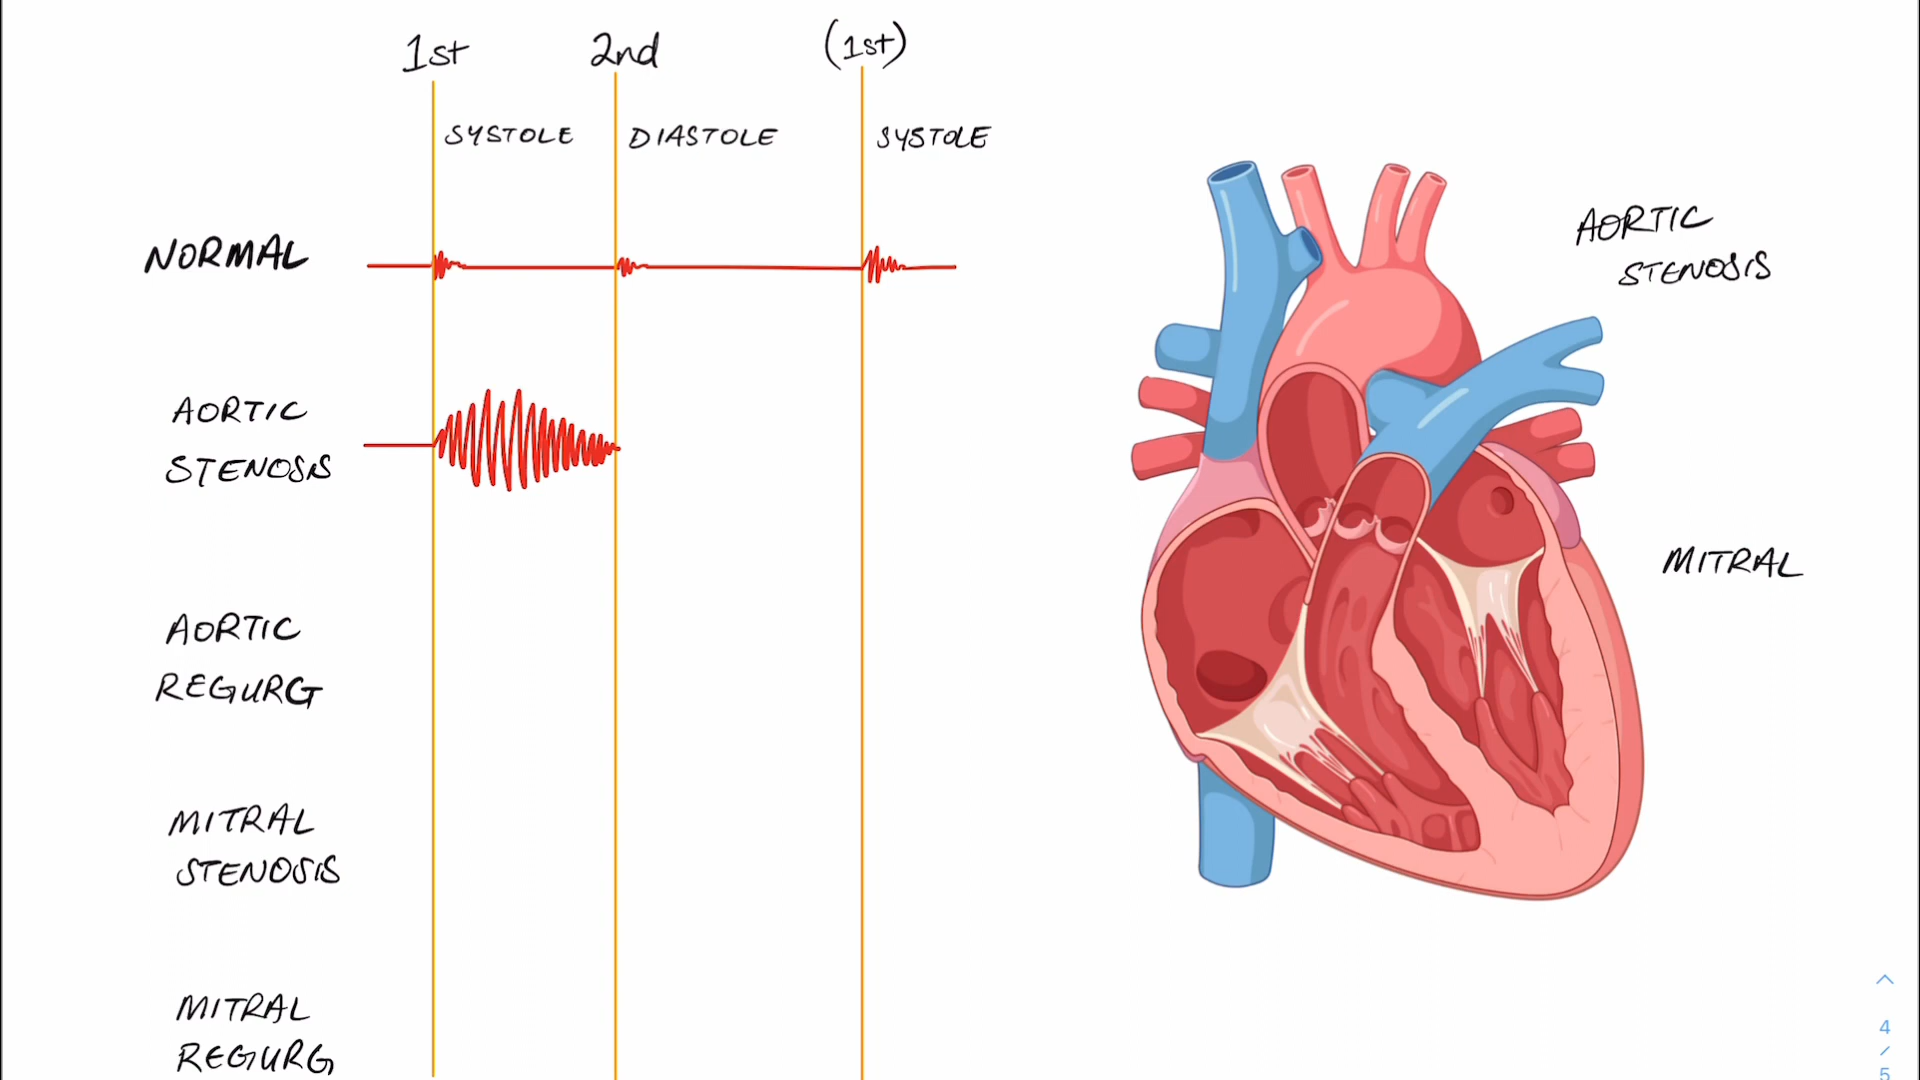 1st 2nd (1st)
SYSTOLE DIASTOLE SYSTOLE
NORMAL
AORTIC
STENOSIS
AORTIC
REGURG
MITRAL
STENOSIS
MITRAL
REGURG
AORTIC
STENOSIS
MITRAL
4
/
5